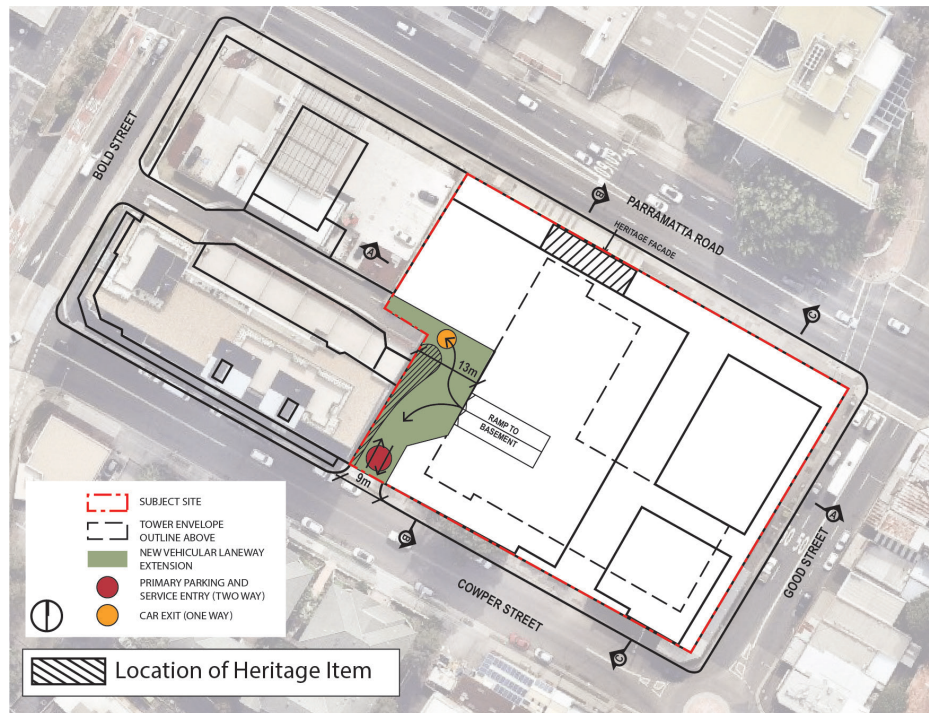 BOLD STREET
PARRAMATTA ROAD
HERITAGE FACADE
B
A
C
13m
RAMP TO
BASEMENT
9m
A
GOOD STREET
B
COWPER STREET
C
SUBJECT SITE
TOWER ENVELOPE
OUTLINE ABOVE
NEW VEHICULAR LANEWAY
EXTENSION
PRIMARY PARKING AND
SERVICE ENTRY (TWO WAY)
CAR EXIT (ONE WAY)
Location of Heritage Item